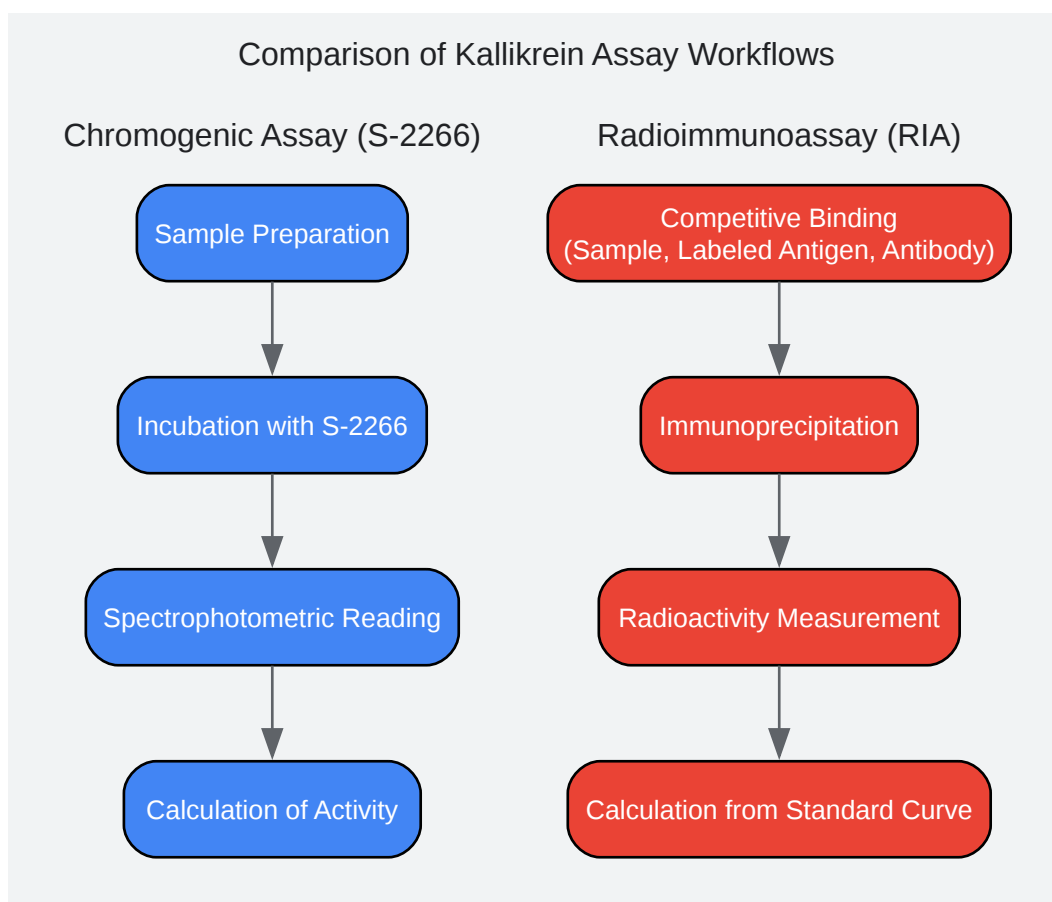 Comparison of Kallikrein Assay Workflows
Chromogenic Assay (S-2266)
Sample Preparation
Incubation with S-2266
Spectrophotometric Reading
Calculation of Activity
Radioimmunoassay (RIA)
Competitive Binding
(Sample, Labeled Antigen, Antibody)
Immunoprecipitation
Radioactivity Measurement
Calculation from Standard Curve